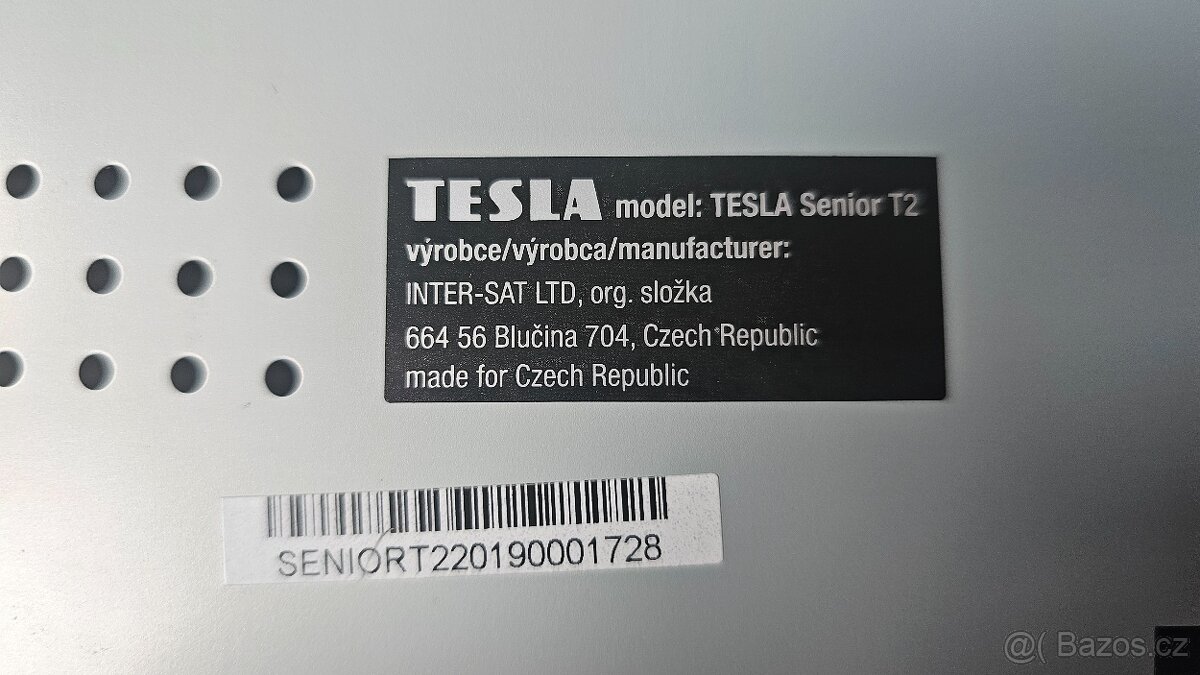 TESLA model: TESLA Senior T2
výrobce/výrobca/manufacturer:
INTER-SAT LTD, org. složka
664 56 Blučina 704, Czech Republic
made for Czech Republic
SENIORT220190001728
@( Bazos.cz